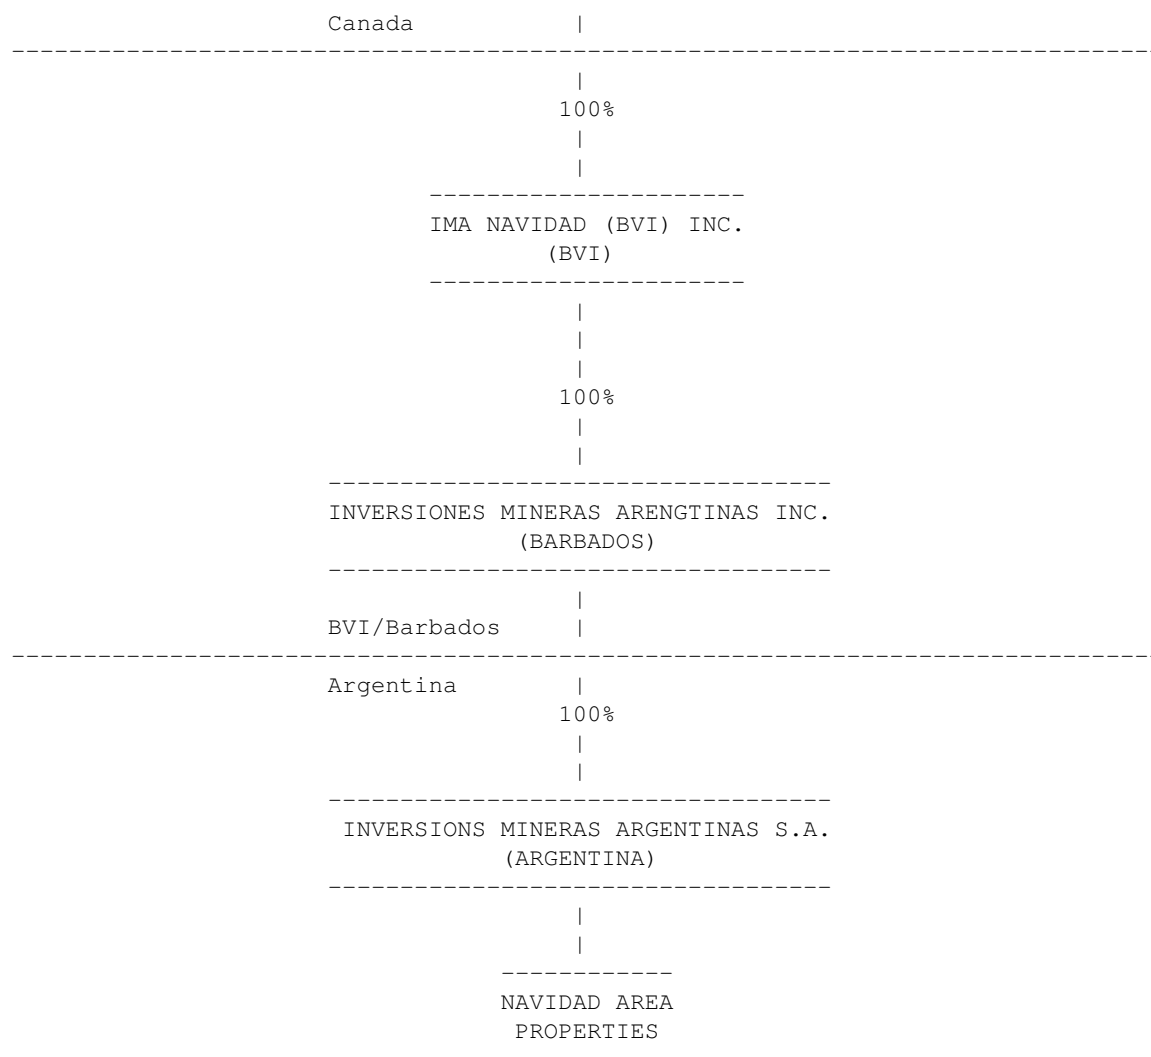 Canada |
--------------------------------------------------------------------------------
|
100%
|
|
----------------------
IMA NAVIDAD (BVI) INC.
(BVI)
----------------------
|
|
|
100%
|
|
-----------------------------------
INVERSIONES MINERAS ARENGTINAS INC.
(BARBADOS)
-----------------------------------
|
BVI/Barbados |
--------------------------------------------------------------------------------
Argentina |
100%
|
|
-----------------------------------
INVERSIONS MINERAS ARGENTINAS S.A.
(ARGENTINA)
-----------------------------------
|
|
------------
NAVIDAD AREA
PROPERTIES